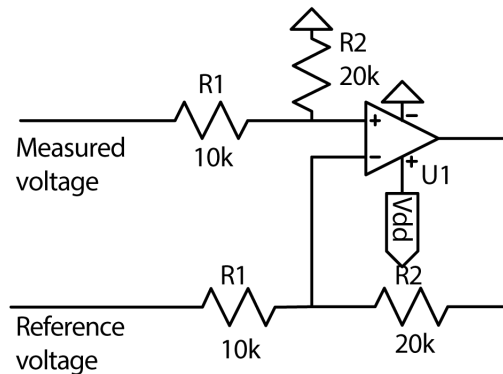 R2
20k
R1
10k
Measured
voltage
+
-
-
+
U1
Vdd
R1
10k
R2
20k
Reference
voltage